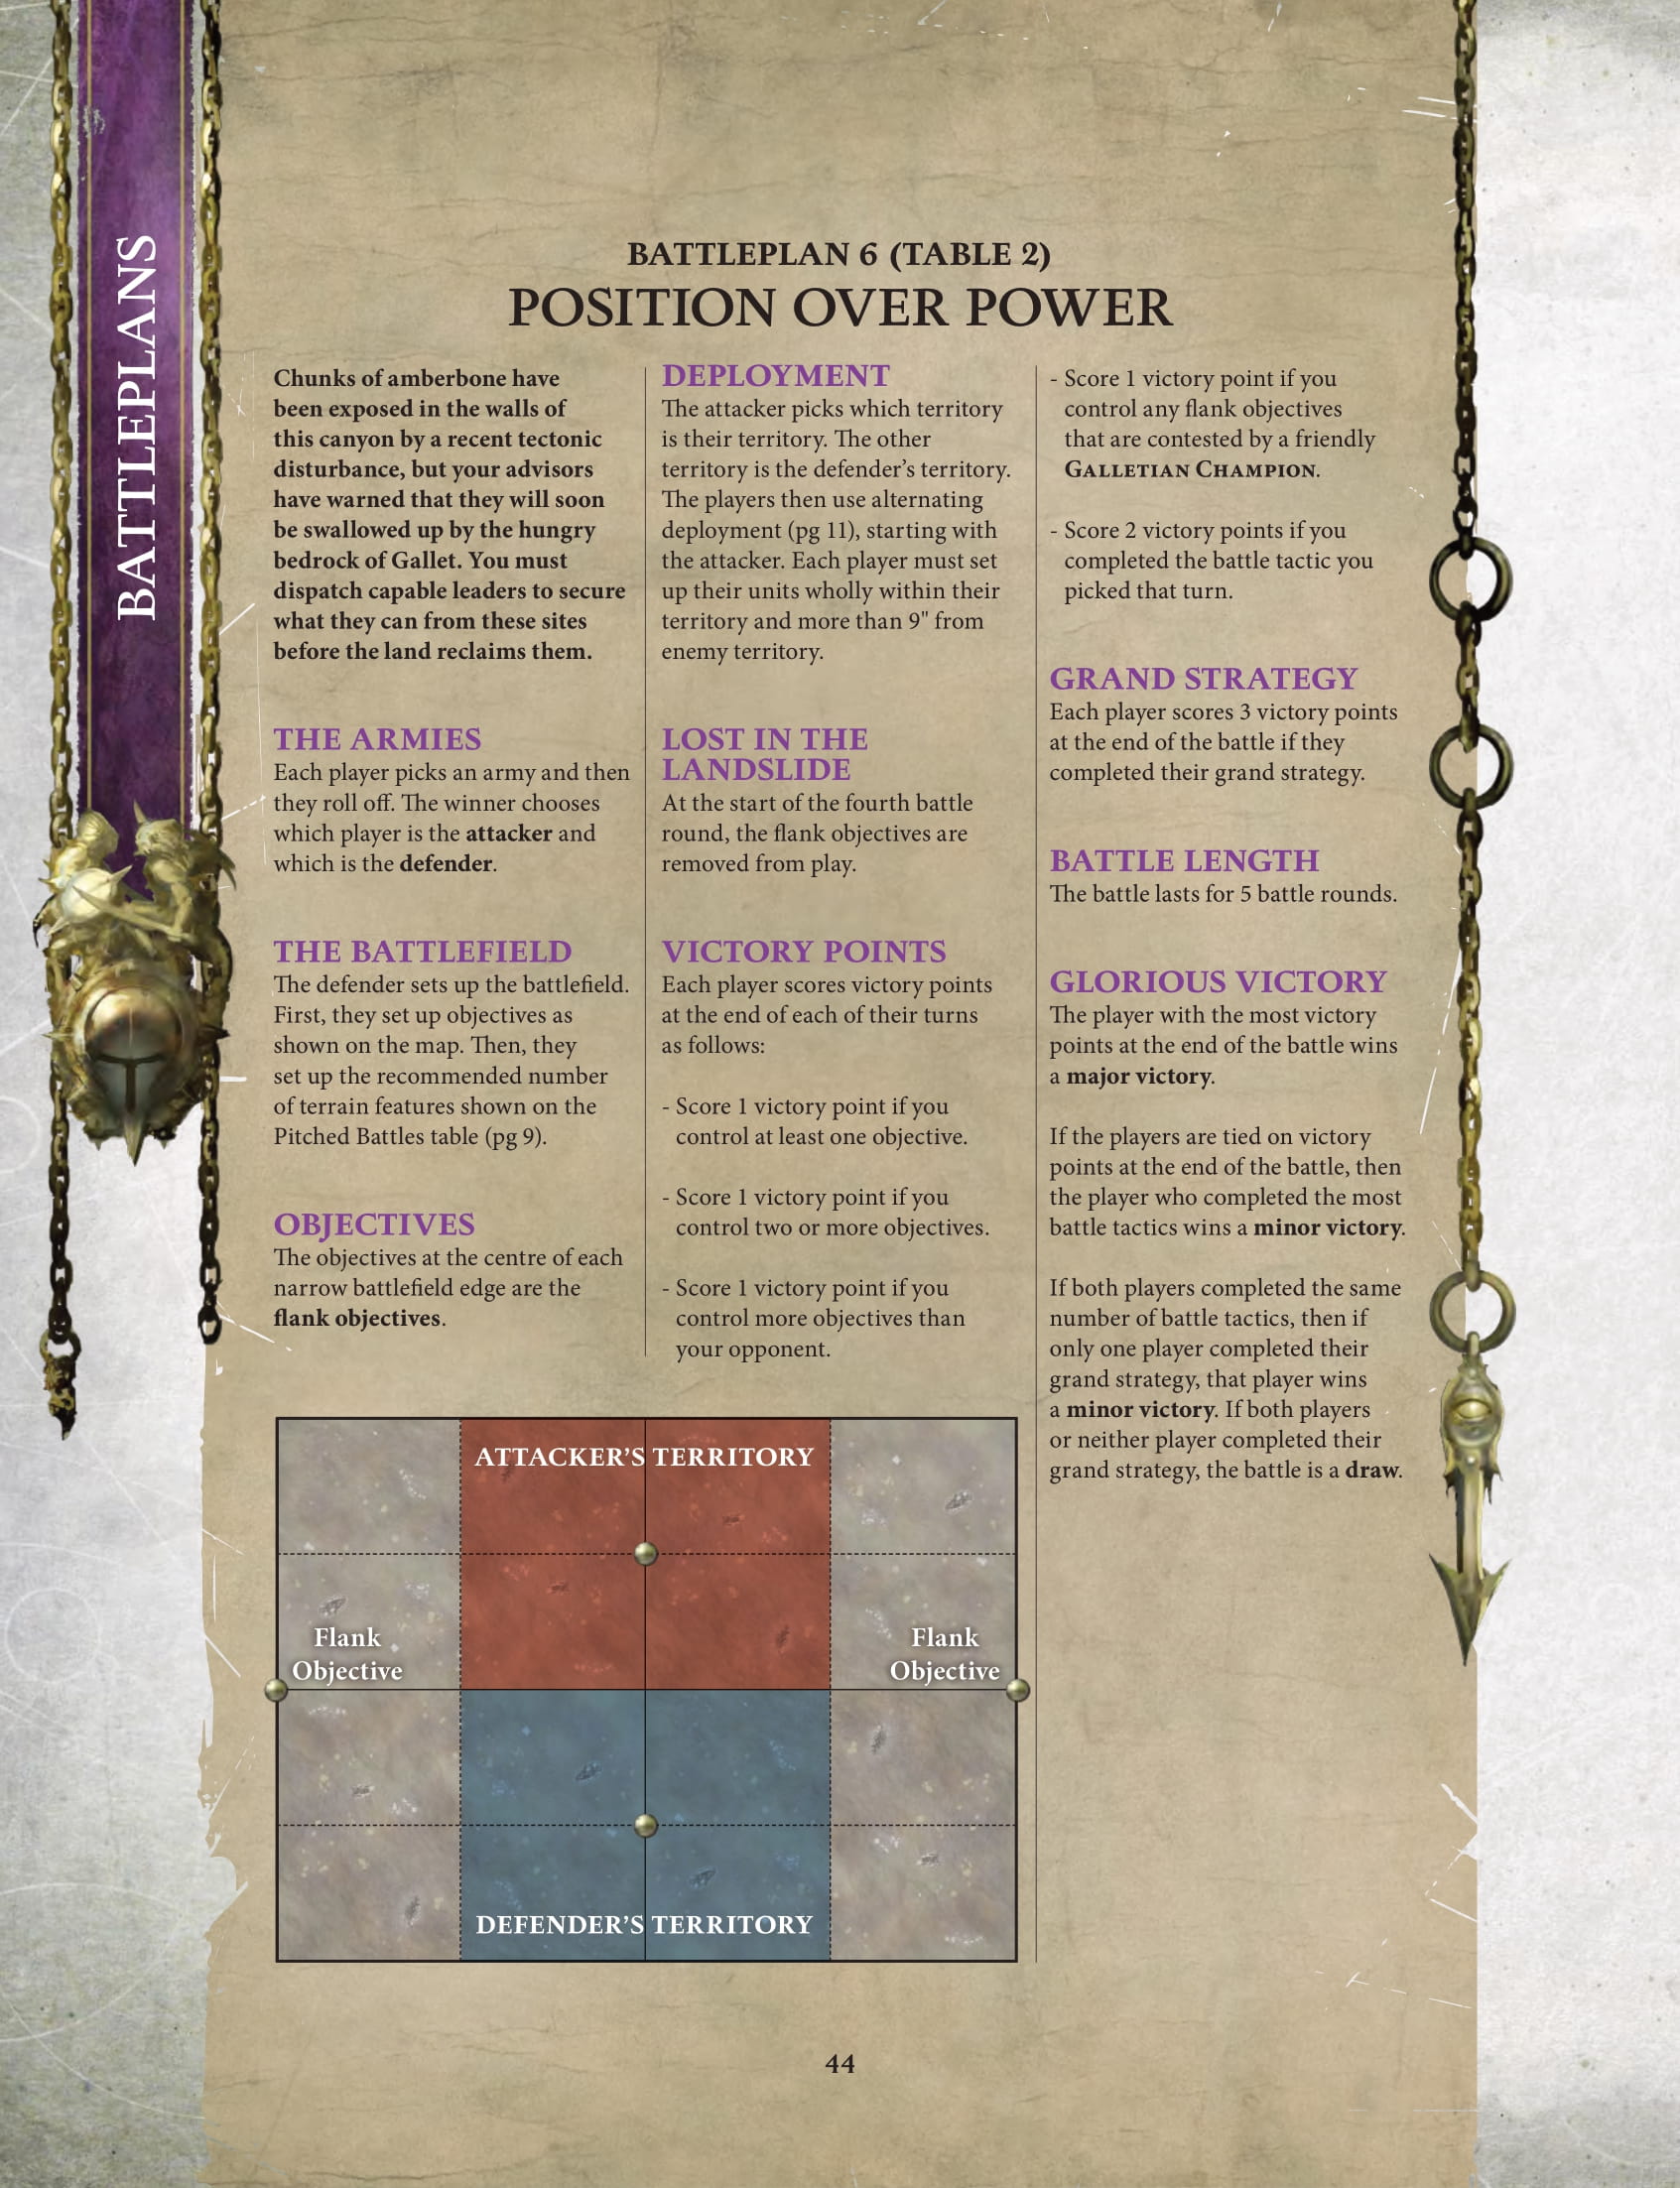 BATTLEPLANS
BATTLEPLAN 6 (TABLE 2)
POSITION OVER POWER
Chunks of amberbone have
been exposed in the walls of
this canyon by a recent tectonic
disturbance, but your advisors
have warned that they will soon
be swallowed up by the hungry
bedrock of Gallet. You must
dispatch capable leaders to secure
what they can from these sites
before the land reclaims them.
THE ARMIES
Each player picks an army and then
they roll off. The winner chooses
which player is the attacker and
which is the defender.
THE BATTLEFIELD
The defender sets up the battlefield.
First, they set up objectives as
shown on the map. Then, they
set up the recommended number
of terrain features shown on the
Pitched Battles table (pg 9).
OBJECTIVES
The objectives at the centre of each
narrow battlefield edge are the
flank objectives.
DEPLOYMENT
The attacker picks which territory
is their territory. The other
territory is the defender's territory.
The players then use alternating
deployment (pg 11), starting with
the attacker. Each player must set
up their units wholly within their
territory and more than 9" from
enemy territory.
LOST IN THE
LANDSLIDE
At the start of the fourth battle
round, the flank objectives are
removed from play.
VICTORY POINTS
Each player scores victory points
at the end of each of their turns
as follows:
- Score 1 victory point if you
control at least one objective.
- Score 1 victory point if you
control two or more objectives.
- Score 1 victory point if you
control more objectives than
your opponent.
- Score 1 victory point if you
control any flank objectives
that are contested by a friendly
GALLETIAN CHAMPION.
- Score 2 victory points if you
completed the battle tactic you
picked that turn.
GRAND STRATEGY
Each player scores 3 victory points
at the end of the battle if they
completed their grand strategy.
BATTLE LENGTH
The battle lasts for 5 battle rounds.
GLORIOUS VICTORY
The player with the most victory
points at the end of the battle wins
a major victory.
If the players are tied on victory
points at the end of the battle, then
the player who completed the most
battle tactics wins a minor victory.
If both players completed the same
number of battle tactics, then if
only one player completed their
grand strategy, that player wins
a minor victory. If both players
or neither player completed their
grand strategy, the battle is a draw.
ATTACKER'S TERRITORY
Flank
Objective
Flank
Objective
DEFENDER'S TERRITORY
44